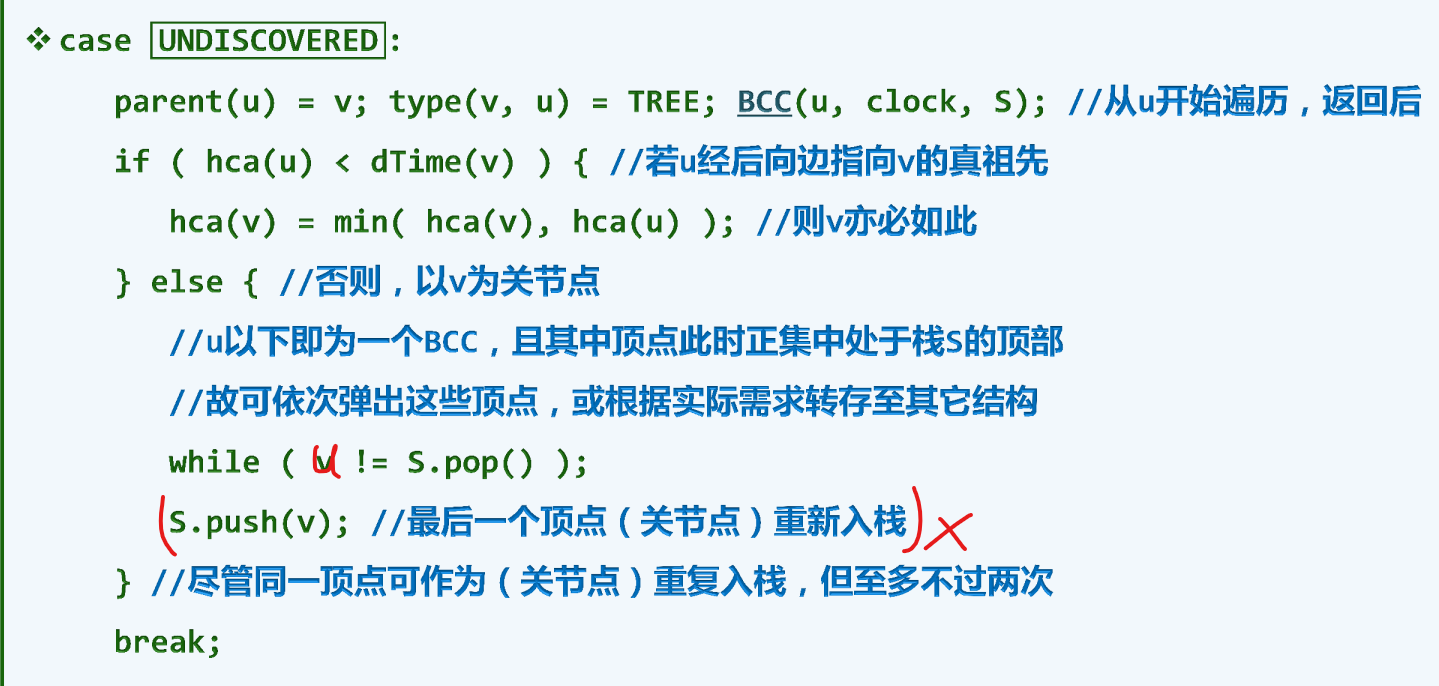 ❖ case UNDISCOVERED:
parent(u) = v; type(v, u) = TREE; BCC(u, clock, S); //从u开始遍历，返回后
if ( hca(u) < dTime(v) ) { //若u经后向边指向v的真祖先
hca(v) = min( hca(v), hca(u) ); //则v亦必如此
} else { //否则，以v为关节点
//u以下即为一个BCC，且其中顶点此时正集中处于栈S的顶部
//故可依次弹出这些顶点，或根据实际需求转存至其它结构
while ( u != S.pop() );
(S.push(v); //最后一个顶点（关节点）重新入栈) ×
} //尽管同一顶点可作为（关节点）重复入栈，但至多不过两次
break;